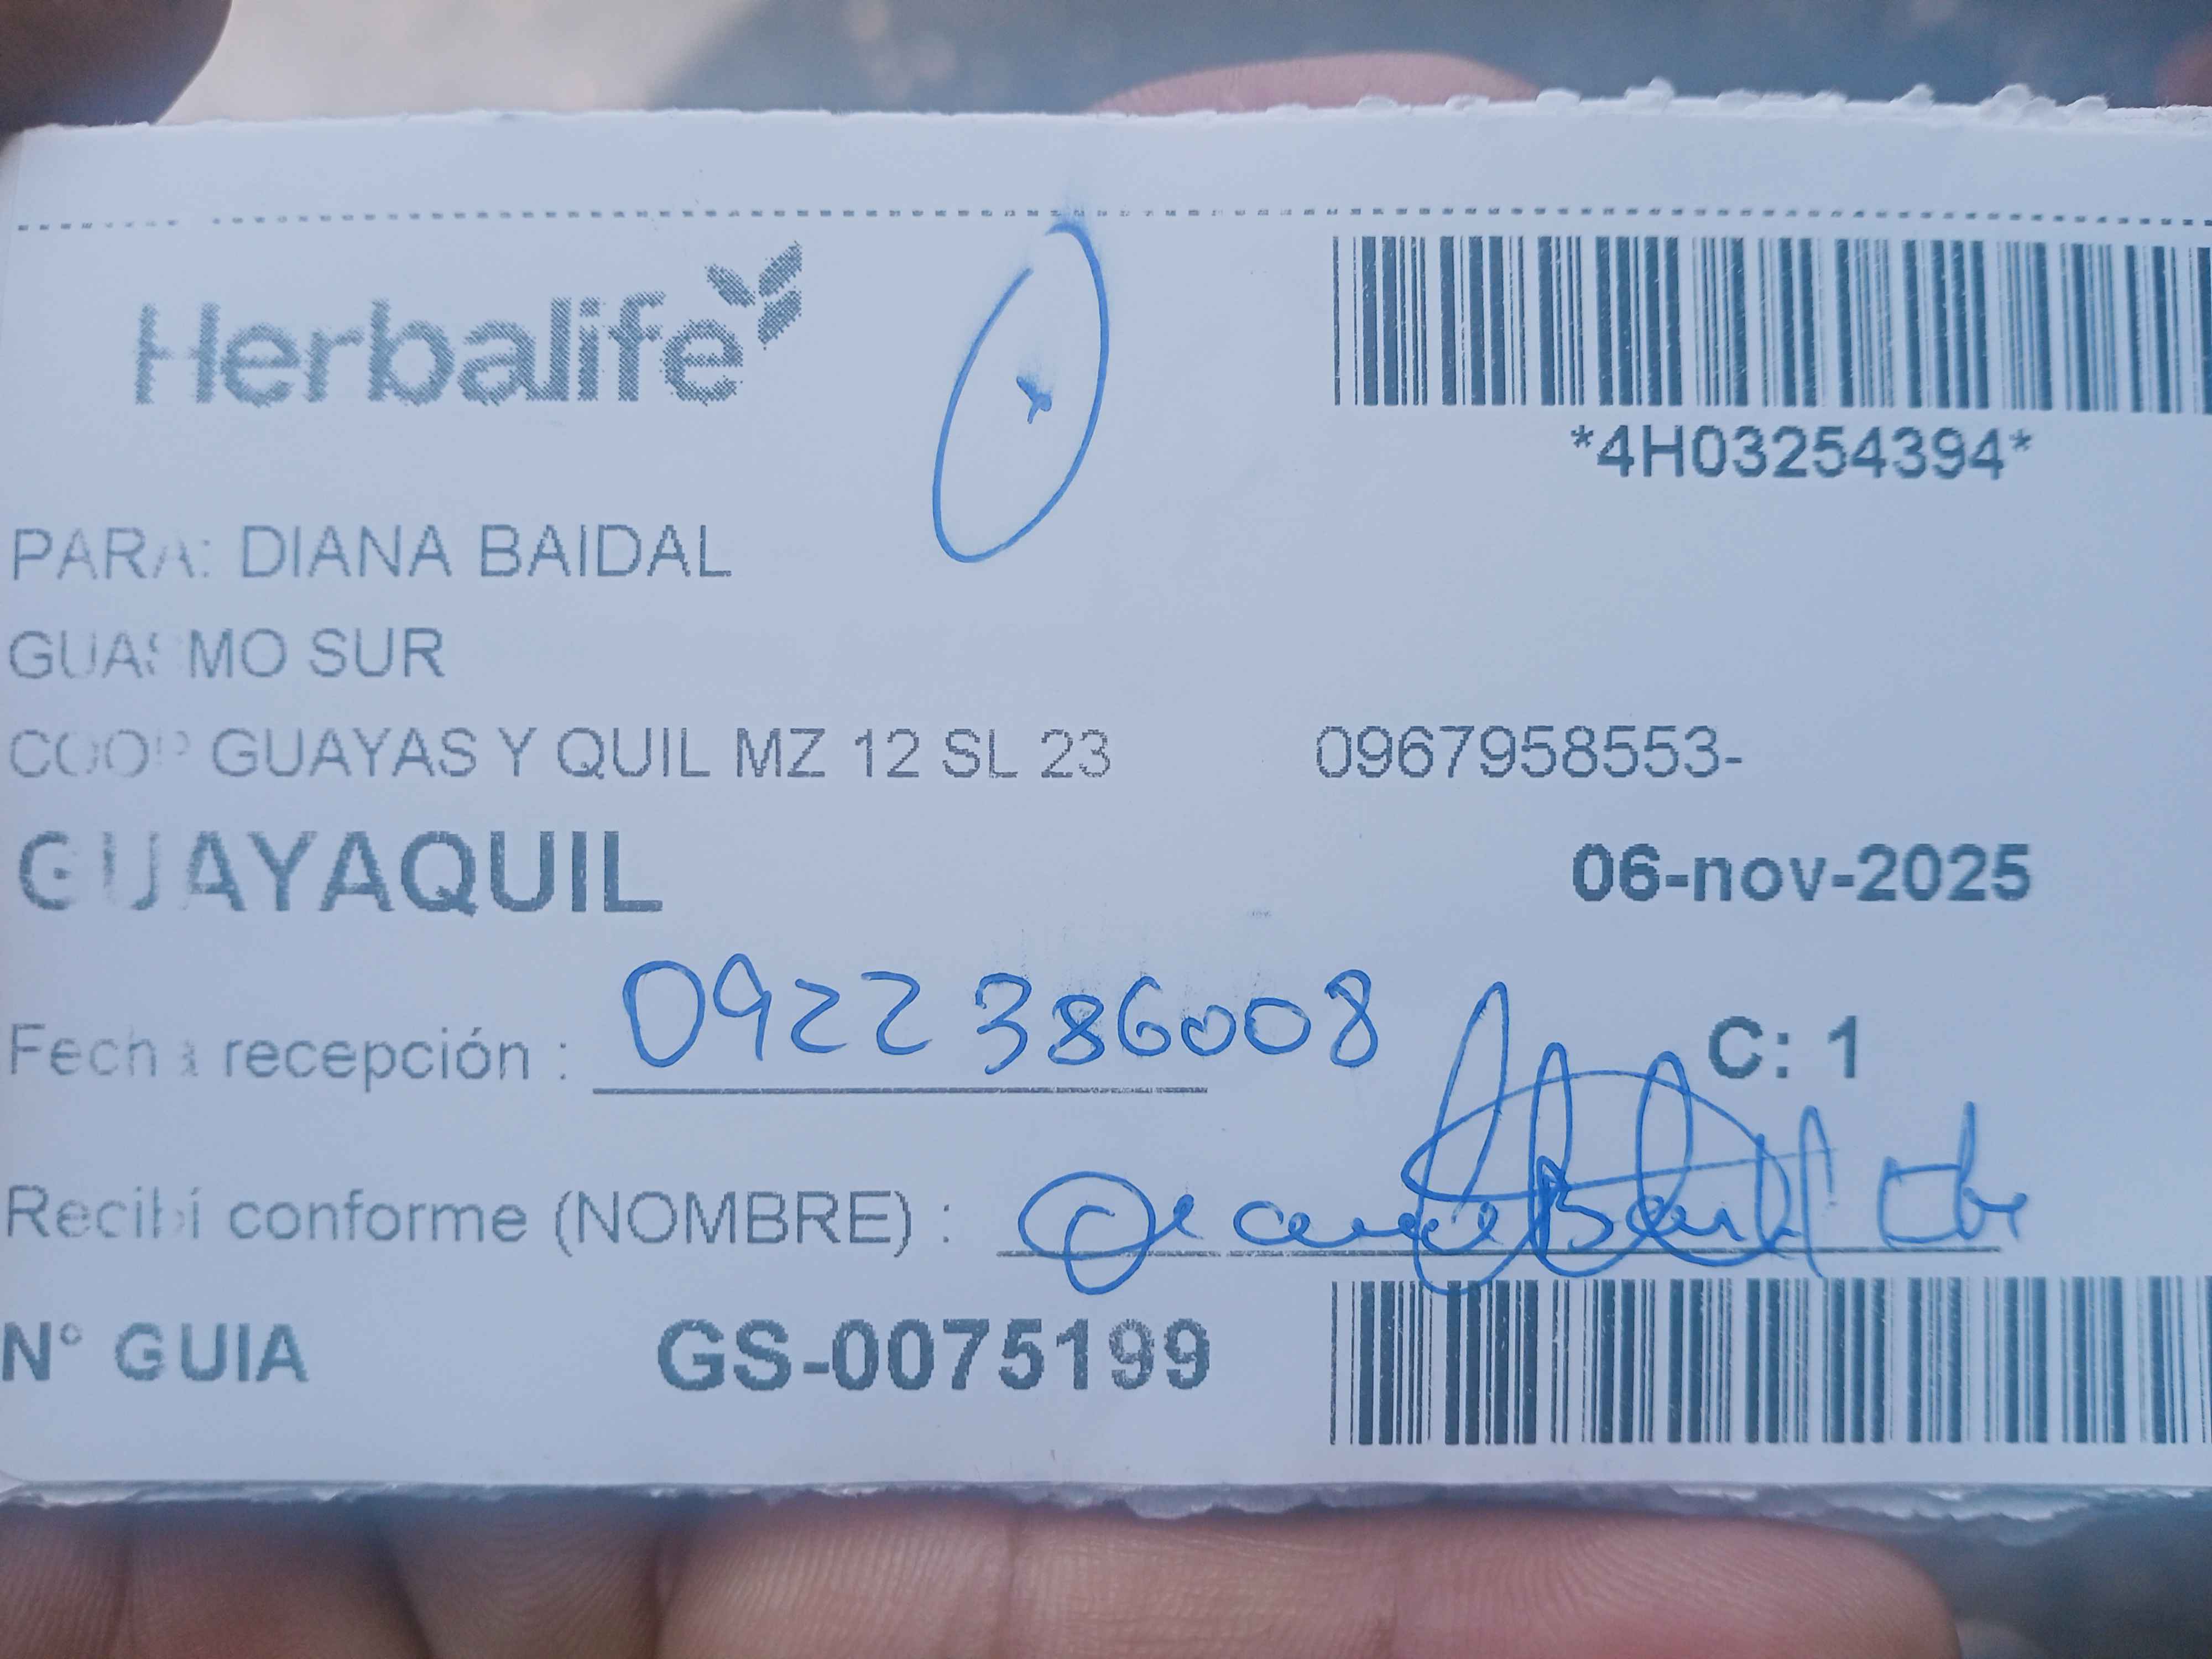 Herbalife
*4H03254394*
PARA: DIANA BAIDAL
GUASMO SUR
COOP GUAYAS Y QUIL MZ 12 SL 23 0967958553-
GUAYAQUIL 06-nov-2025
Fecha recepción : 0922386008 C: 1
Recibí conforme (NOMBRE) :
N° GUIA GS-0075199